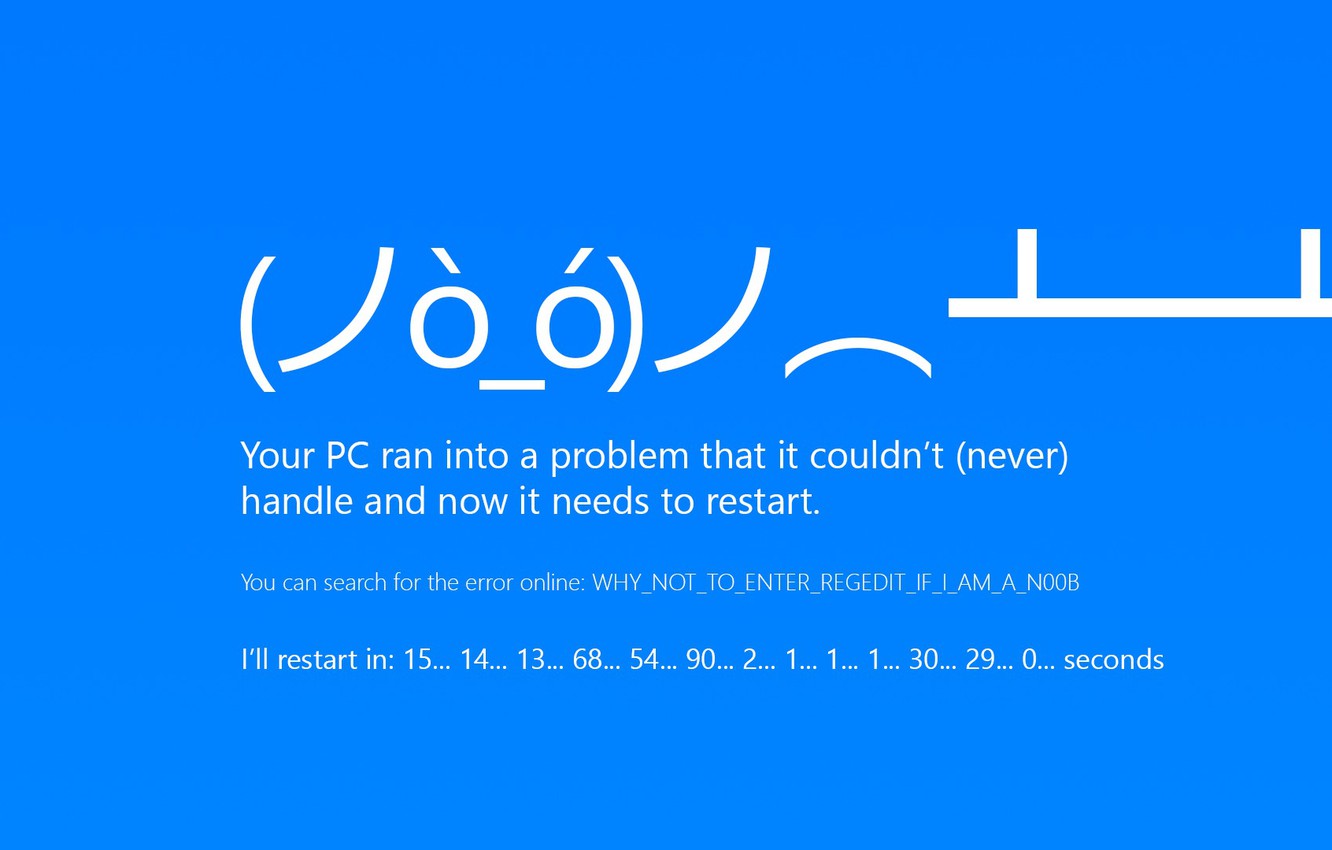 (ノò_ó)ノ ︵ ┻━┻
Your PC ran into a problem that it couldn’t (never)
handle and now it needs to restart.
You can search for the error online: WHY_NOT_TO_ENTER_REGEDIT_IF_I_AM_A_N00B
I’ll restart in: 15... 14... 13... 68... 54... 90... 2... 1... 1... 1... 30... 29... 0... seconds